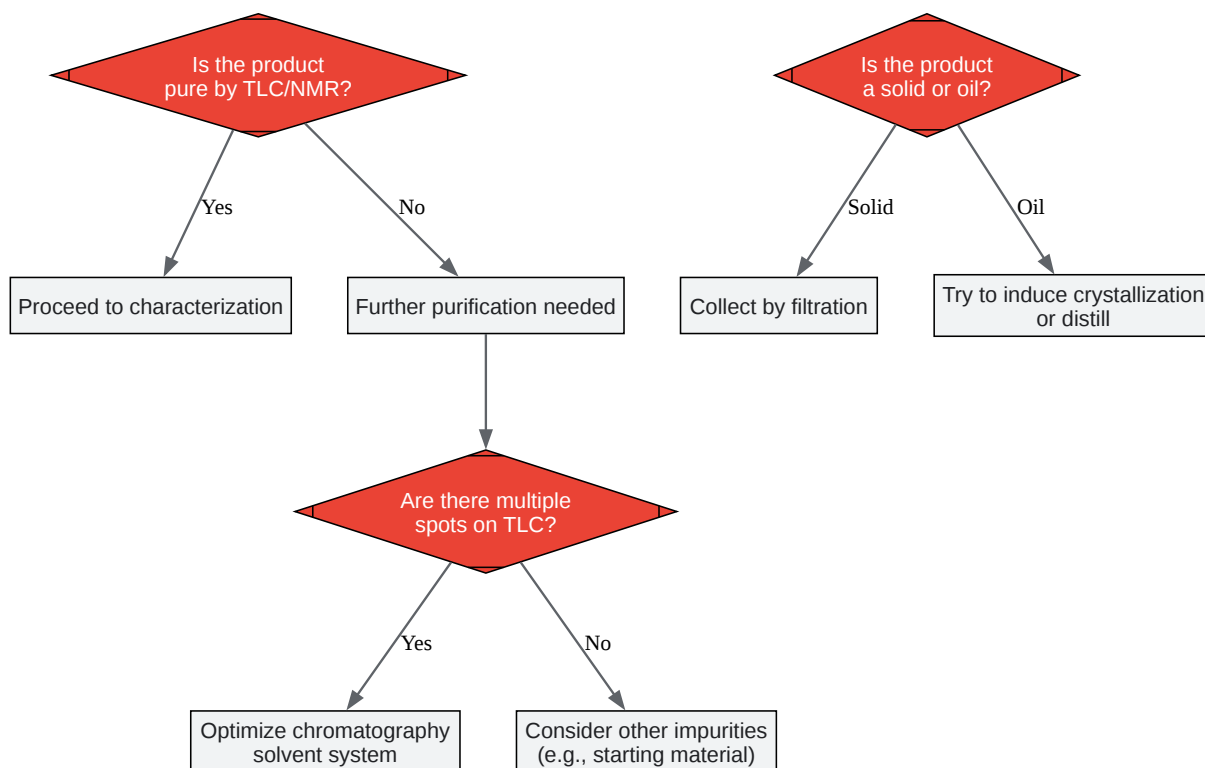 Is the product
pure by TLC/NMR?
Is the product
a solid or oil?
Yes
No
Solid
Oil
Proceed to characterization
Further purification needed
Collect by filtration
Try to induce crystallization
or distill
Are there multiple
spots on TLC?
Yes
No
Optimize chromatography
solvent system
Consider other impurities
(e.g., starting material)